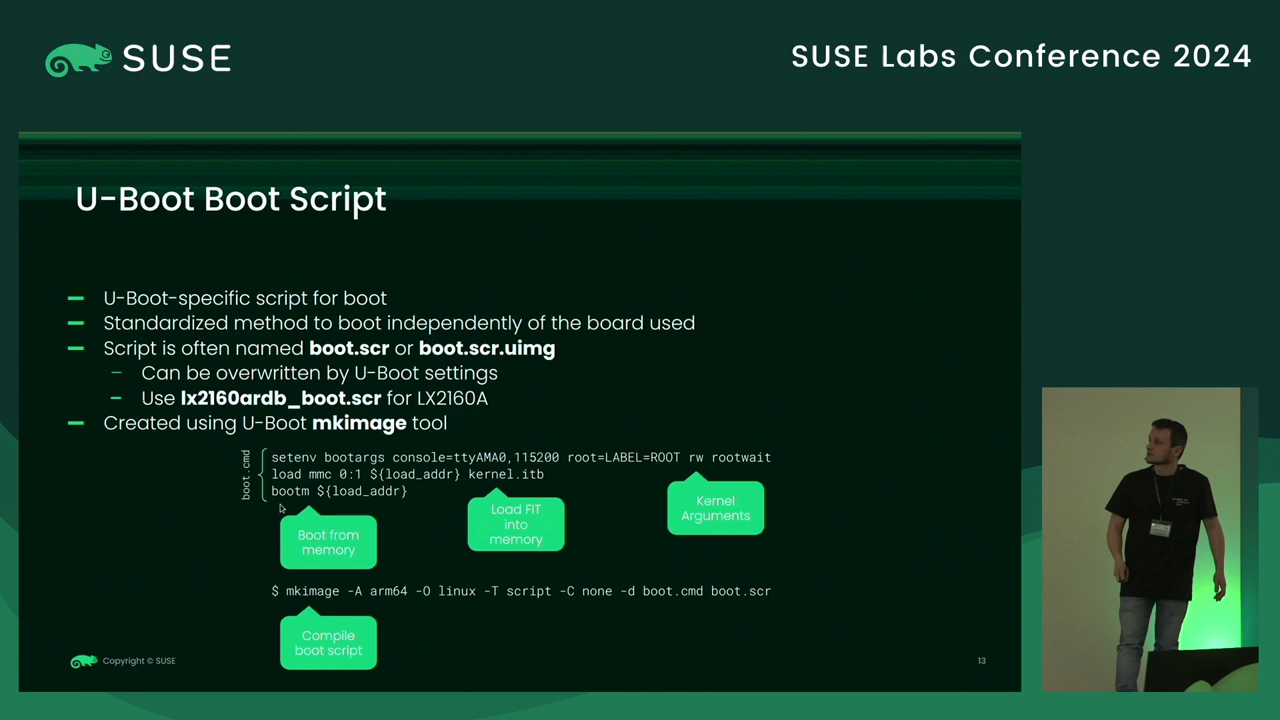 SUSE
SUSE Labs Conference 2024
U-Boot Boot Script
U-Boot-specific script for boot
Standardized method to boot independently of the board used
Script is often named boot.scr or boot.scr.uimg
Can be overwritten by U-Boot settings
Use lx2160ardb_boot.scr for LX2160A
Created using U-Boot mkimage tool
boot.cmd
setenv bootargs console=ttyAMA0,115200 root=LABEL=ROOT rw rootwait
load mmc 0:1 ${load_addr} kernel.itb
bootm ${load_addr}
Kernel
Arguments
Load FIT
into
memory
Boot from
memory
$ mkimage -A arm64 -O linux -T script -C none -d boot.cmd boot.scr
Compile
boot script
Copyright © SUSE
13